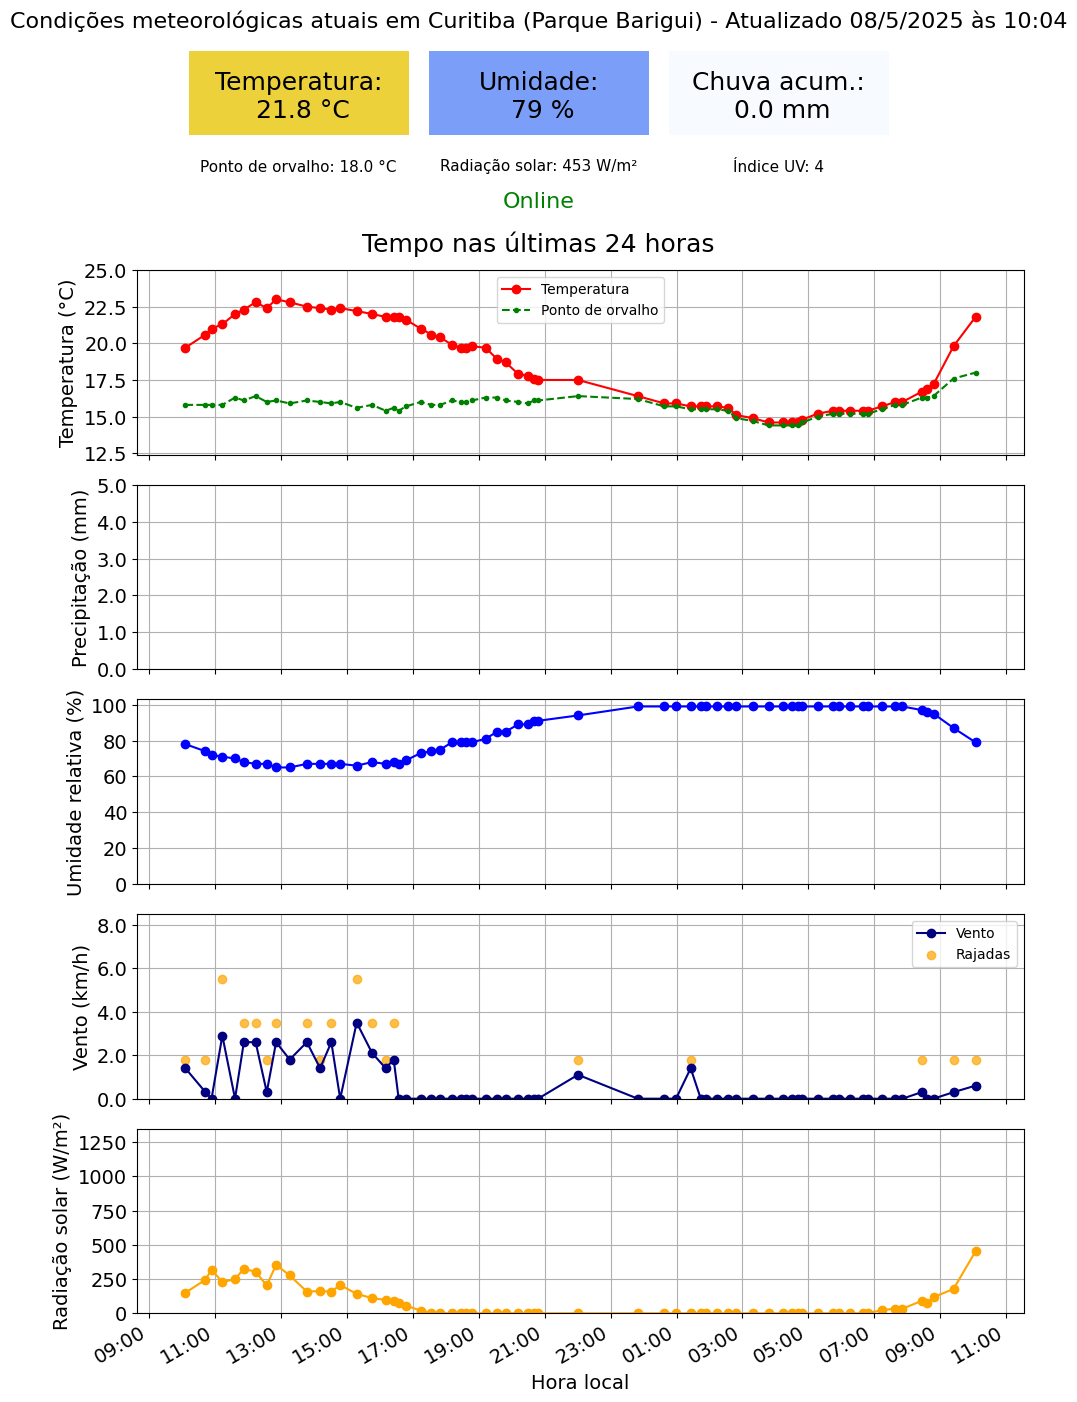 Condições meteorológicas atuais em Curitiba (Parque Barigui) - Atualizado 08/5/2025 às 10:04
Temperatura:
21.8 °C
Umidade:
79 %
Chuva acum.:
0.0 mm
Ponto de orvalho: 18.0 °C
Radiação solar: 453 W/m²
Índice UV: 4
Online
Tempo nas últimas 24 horas
Temperatura (°C)
25.0
22.5
20.0
17.5
15.0
12.5
Temperatura
Ponto de orvalho
Precipitação (mm)
5.0
4.0
3.0
2.0
1.0
0.0
Umidade relativa (%)
100
80
60
40
20
0
Vento (km/h)
8.0
6.0
4.0
2.0
0.0
Vento
Rajadas
Radiação solar (W/m²)
1250
1000
750
500
250
0
09:00
11:00
13:00
15:00
17:00
19:00
21:00
23:00
01:00
03:00
05:00
07:00
09:00
11:00
Hora local